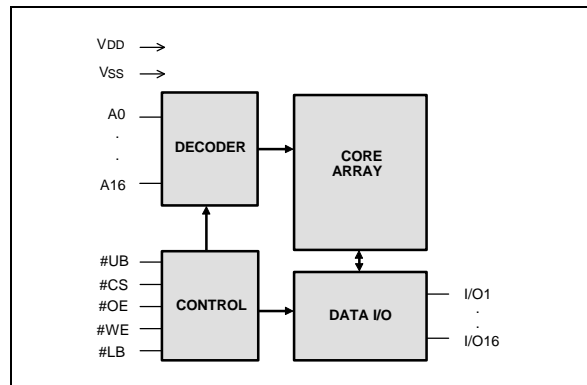 VDD
VSS
A0
.
.
A16
DECODER
CORE
ARRAY
#UB
#CS
#OE
#WE
#LB
CONTROL
DATA I/O
I/O1
.
.
I/O16